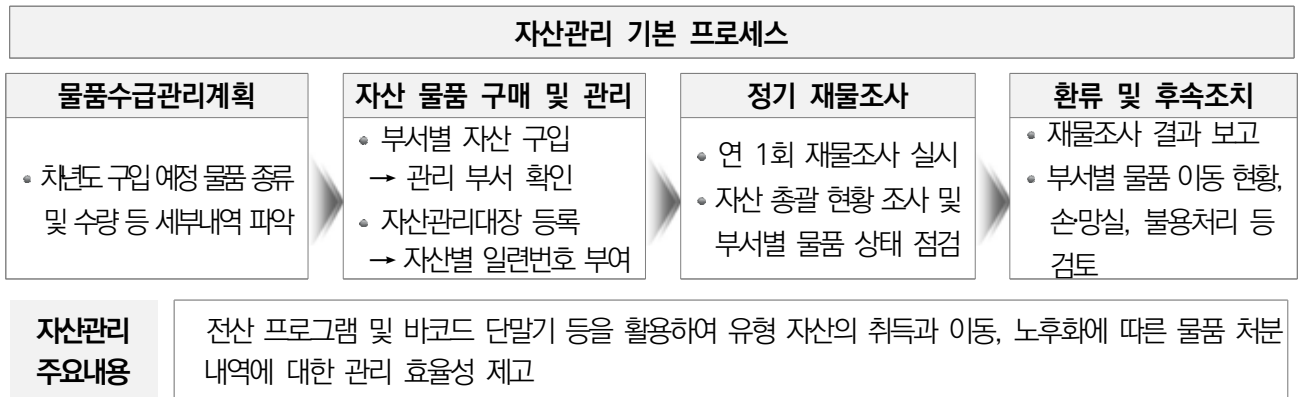 자산관리 기본 프로세스
물품수급관리계획
• 차년도 구입 예정 물품 종류
및 수량 등 세부내역 파악
자산 물품 구매 및 관리
• 부서별 자산 구입
→ 관리 부서 확인
• 자산관리대장 등록
→ 자산별 일련번호 부여
정기 재물조사
• 연 1회 재물조사 실시
• 자산 총괄 현황 조사 및
부서별 물품 상태 점검
환류 및 후속조치
• 재물조사 결과 보고
• 부서별 물품 이동 현황,
손·망실, 불용처리 등
검토
자산관리
주요내용
전산 프로그램 및 바코드 단말기 등을 활용하여 유형 자산의 취득과 이동, 노후화에 따른 물품 처분
내역에 대한 관리 효율성 제고